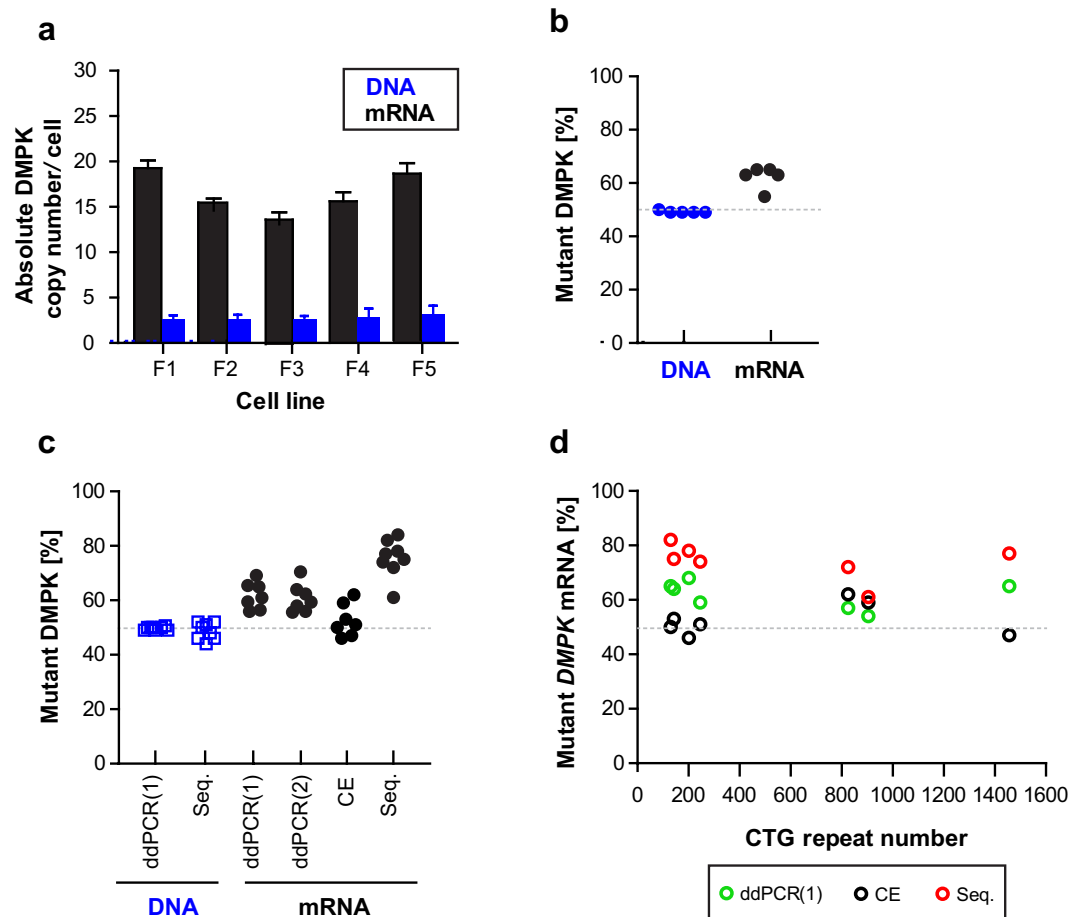 a
Absolute DMPK
copy number/ cell
30
25
20
15
10
5
0
DNA
mRNA
F1 F2 F3 F4 F5
Cell line
b
Mutant DMPK [%]
100
80
60
40
20
0
DNA mRNA
c
Mutant DMPK [%]
100
80
60
40
20
0
ddPCR(1) Seq. ddPCR(1) ddPCR(2) CE Seq.
DNA mRNA
d
Mutant DMPK mRNA [%]
100
80
60
40
20
0
0 200 400 600 800 1000 1200 1400 1600
CTG repeat number
ddPCR(1) CE Seq.